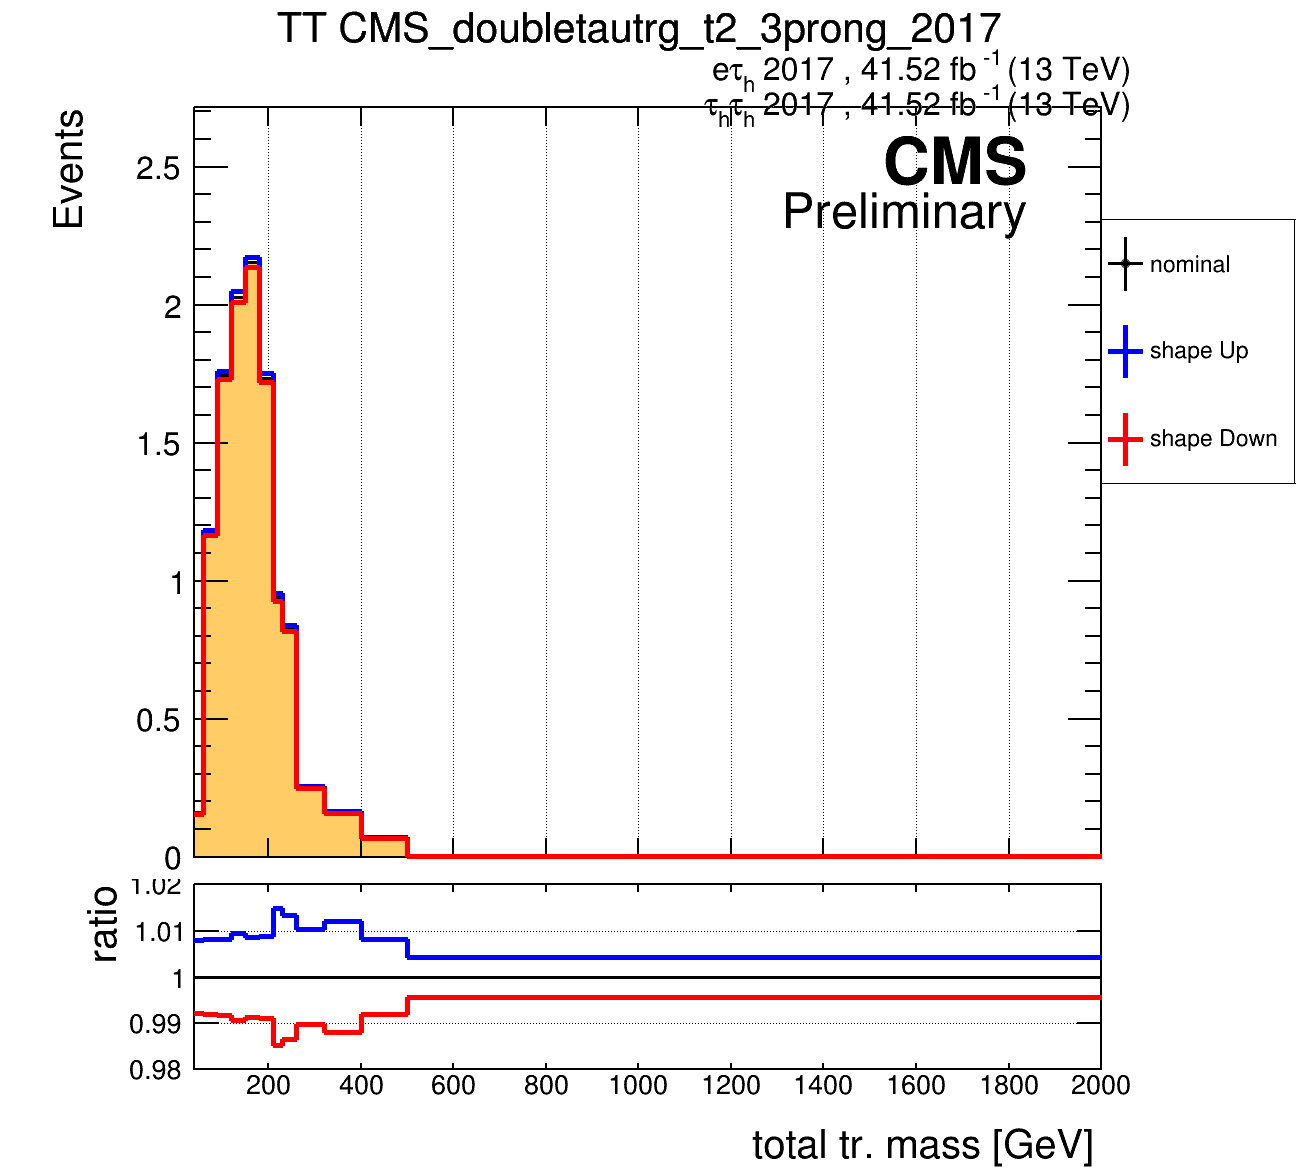 TT CMS_doubletautrg_t2_3prong_2017
eτh 2017 , 41.52 fb -1 (13 TeV)
τhτh 2017 , 41.52 fb -1 (13 TeV)
CMS
Preliminary
Events
2.5
2
1.5
1
0.5
0
nominal
shape Up
shape Down
ratio
1.02
1.01
1
0.99
0.98
200 400 600 800 1000 1200 1400 1600 1800 2000
total tr. mass [GeV]